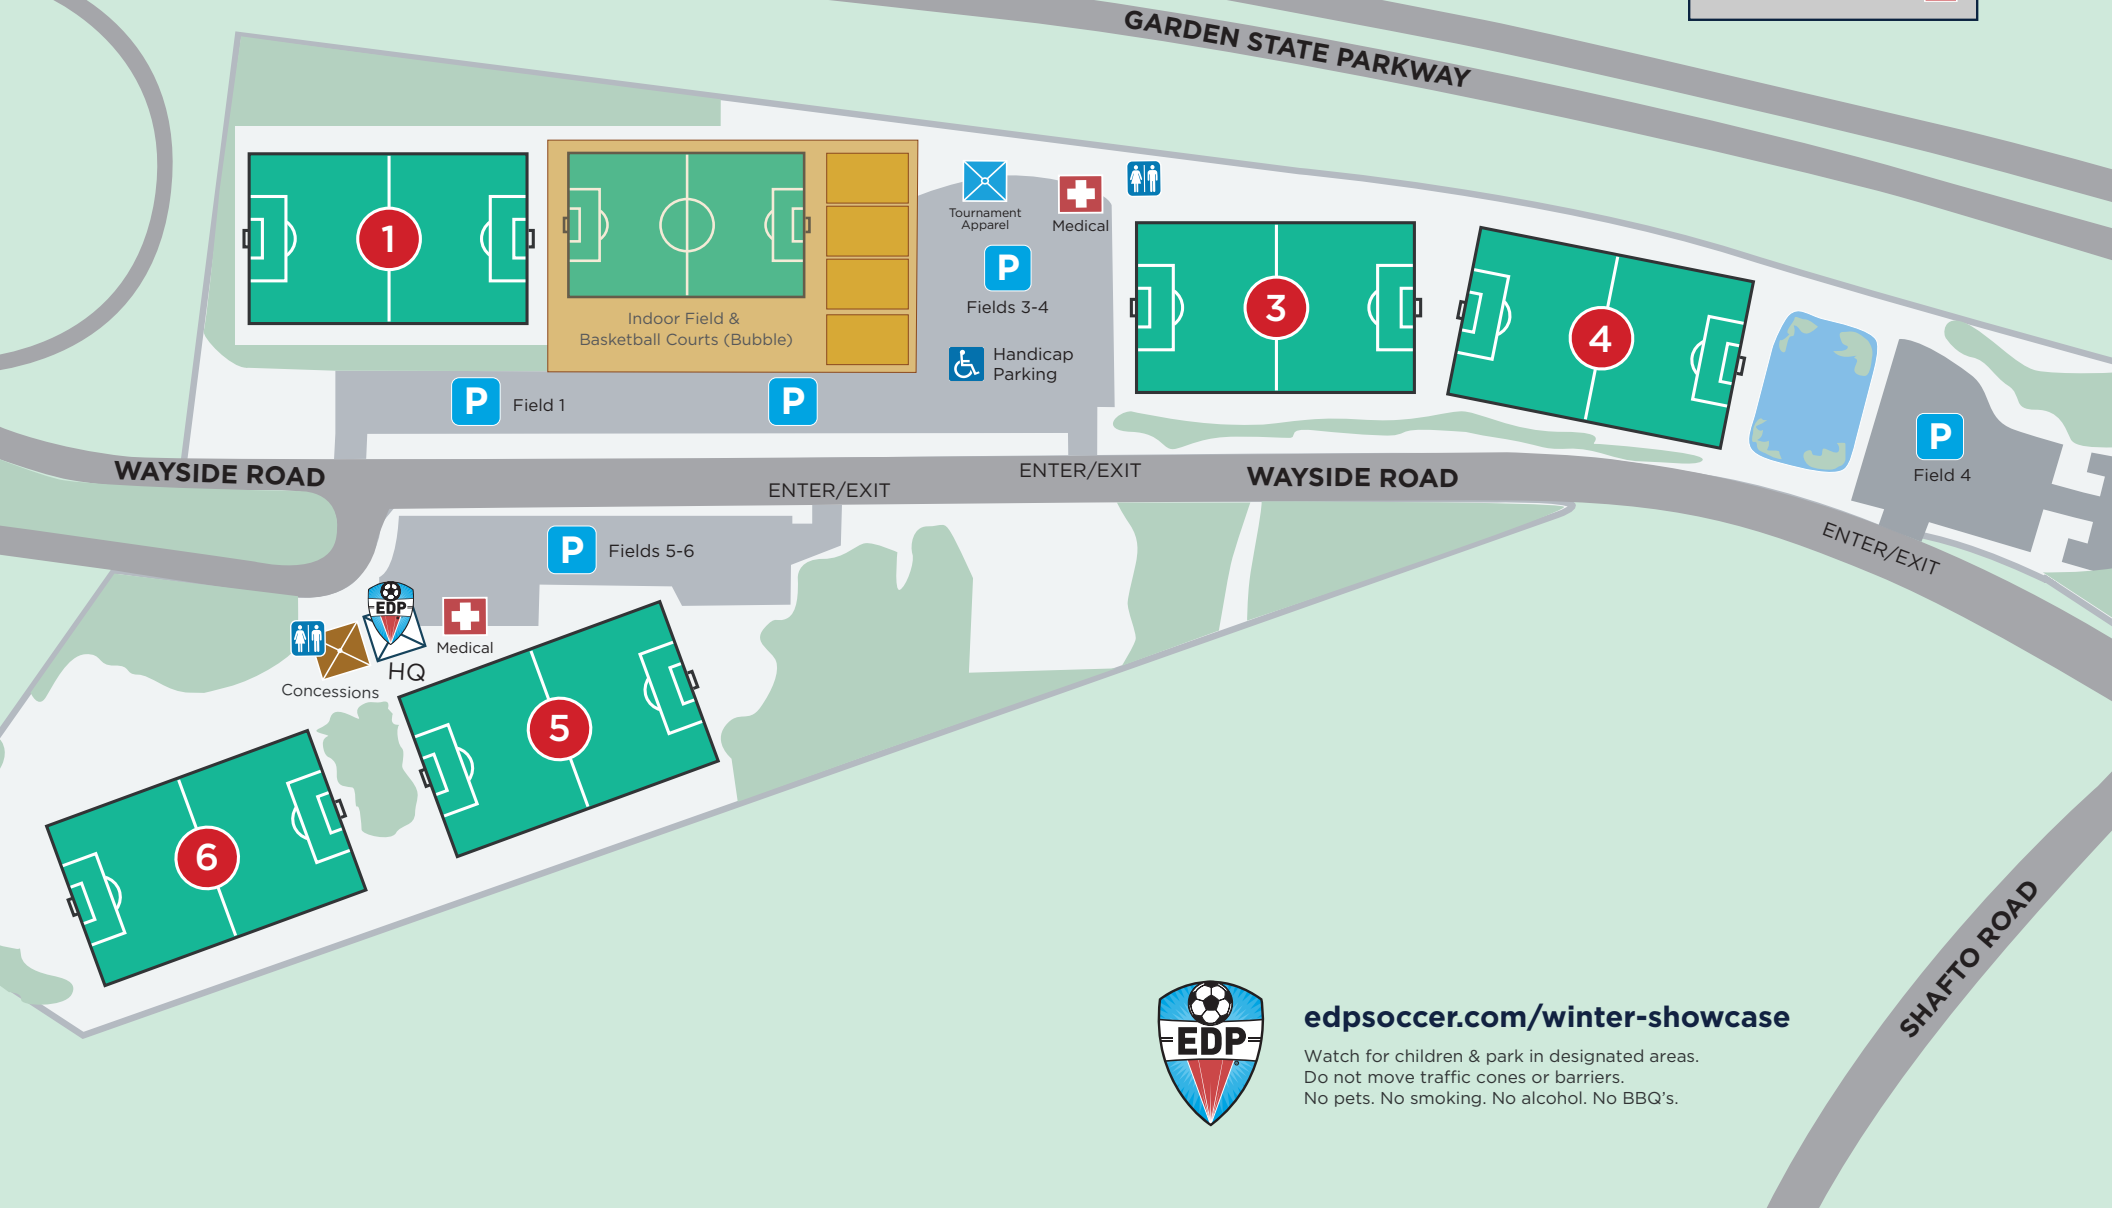 GARDEN STATE PARKWAY
1
Indoor Field &
Basketball Courts (Bubble)
Tournament
Apparel
Medical
P
Fields 3-4
Handicap
Parking
3
4
P
Field 1
P
P
Field 4
WAYSIDE ROAD
ENTER/EXIT
ENTER/EXIT
WAYSIDE ROAD
ENTER/EXIT
P
Fields 5-6
EDP
HQ
Medical
Concessions
5
6
SHAFTO ROAD
EDP
edpsoccer.com/winter-showcase
Watch for children & park in designated areas.
Do not move traffic cones or barriers.
No pets. No smoking. No alcohol. No BBQ's.